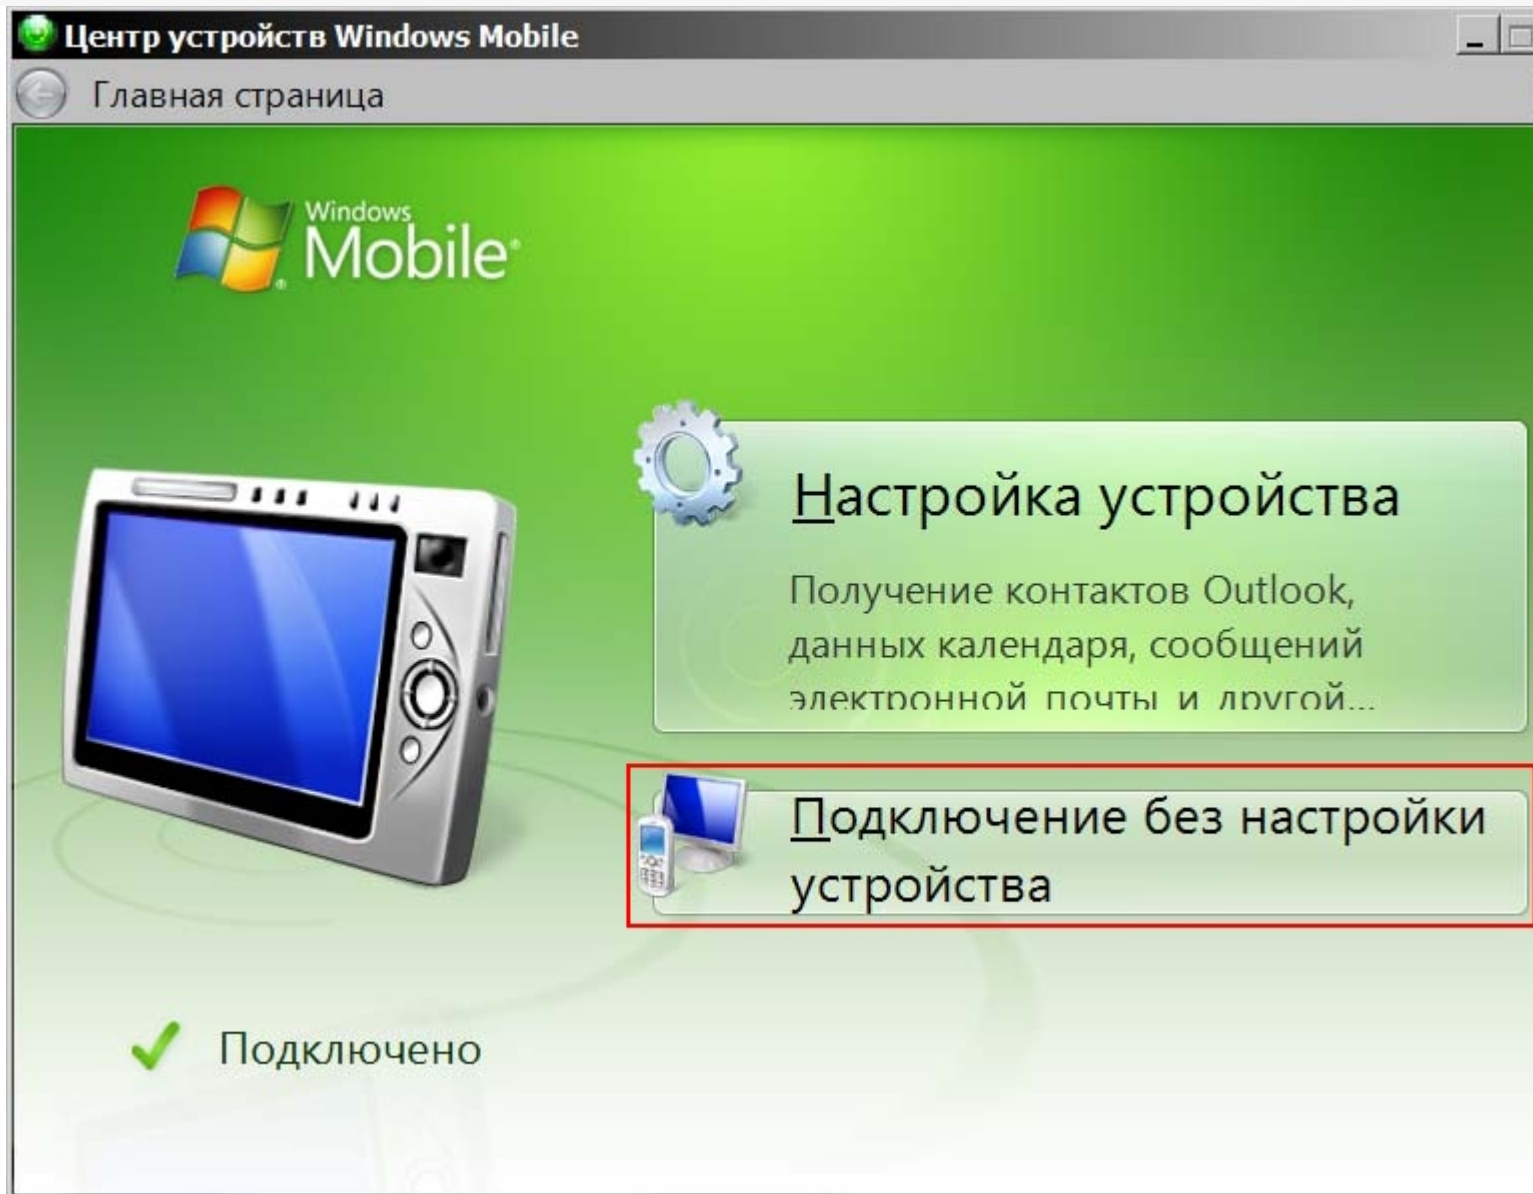 Центр устройств Windows Mobile
Главная страница
Windows
Mobile®
Настройка устройства
Получение контактов Outlook,
данных календаря, сообщений
электронной почты и другой...
Подключение без настройки
устройства
Подключено